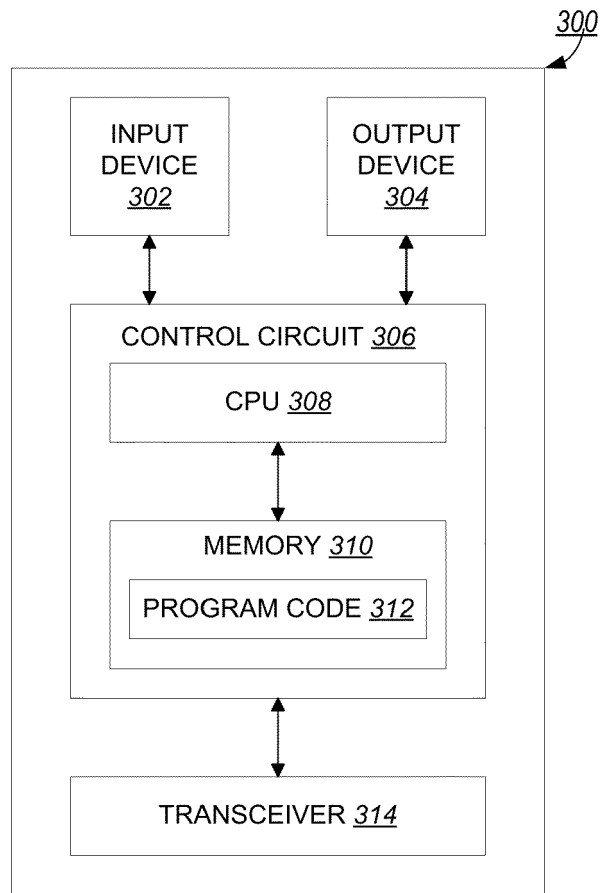 300
INPUT
DEVICE
302
OUTPUT
DEVICE
304
CONTROL CIRCUIT 306
CPU 308
MEMORY 310
PROGRAM CODE 312
TRANSCEIVER 314